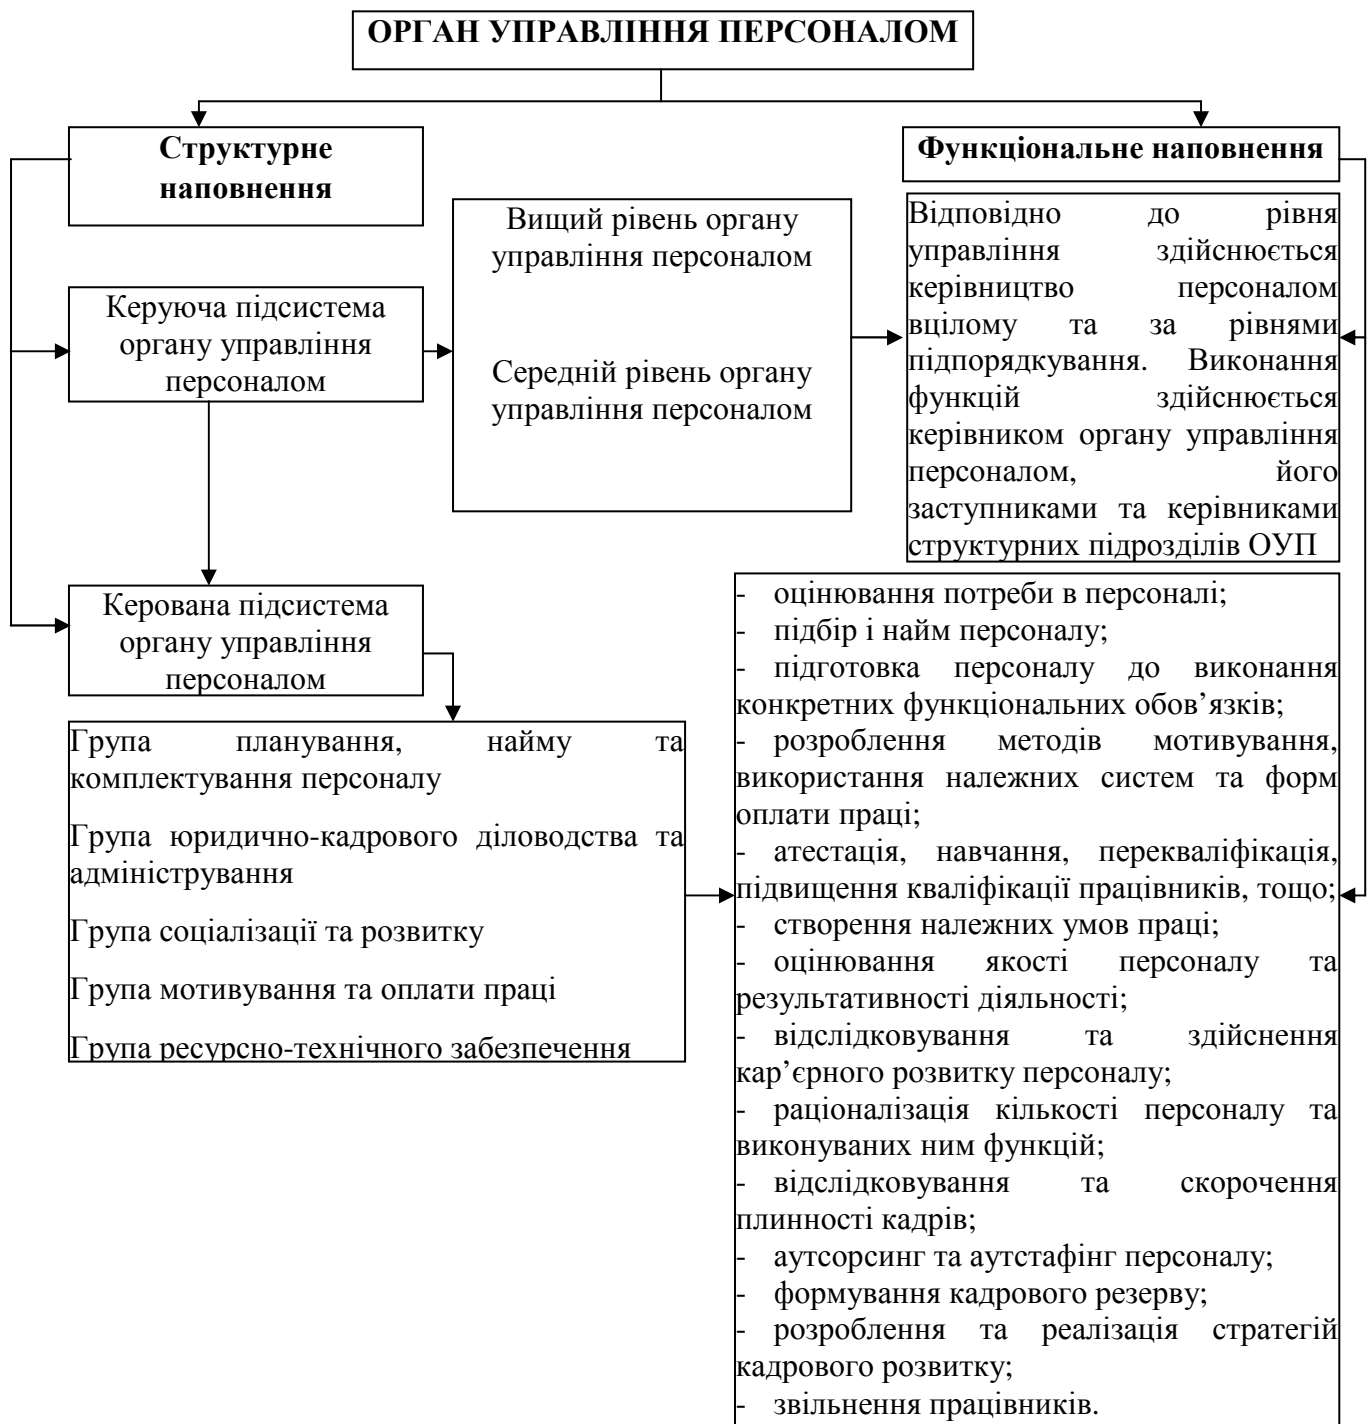 ОРГАН УПРАВЛІННЯ ПЕРСОНАЛОМ
Структурне
наповнення
Функціональне наповнення
Вищий рівень органу
управління персоналом
Середній рівень органу
управління персоналом
Відповідно до рівня
управління здійснюється
керівництво персоналом
вцілому та за рівнями
підпорядкування. Виконання
функцій здійснюється
керівником органу управління
персоналом, його
заступниками та керівниками
структурних підрозділів ОУП
Керуюча підсистема
органу управління
персоналом
Керована підсистема
органу управління
персоналом
Група планування, найму та
комплектування персоналу
Група юридично-кадрового діловодства та
адміністрування
Група соціалізації та розвитку
Група мотивування та оплати праці
Група ресурсно-технічного забезпечення
- оцінювання потреби в персоналі;
- підбір і найм персоналу;
- підготовка персоналу до виконання
конкретних функціональних обов’язків;
- розроблення методів мотивування,
використання належних систем та форм
оплати праці;
- атестація, навчання, перекваліфікація,
підвищення кваліфікації працівників, тощо;
- створення належних умов праці;
- оцінювання якості персоналу та
результативності діяльності;
- відслідковування та здійснення
кар’єрного розвитку персоналу;
- раціоналізація кількості персоналу та
виконуваних ним функцій;
- відслідковування та скорочення
плинності кадрів;
- аутсорсинг та аутстафінг персоналу;
- формування кадрового резерву;
- розроблення та реалізація стратегій
кадрового розвитку;
- звільнення працівників.